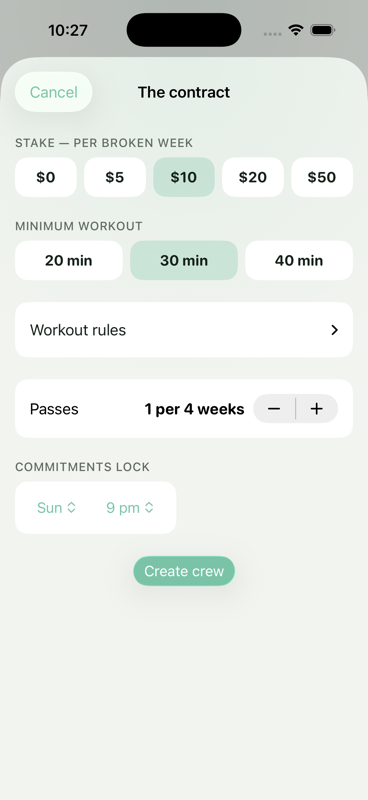 10:27
Cancel
The contract
STAKE — PER BROKEN WEEK
$0 $5 $10 $20 $50
MINIMUM WORKOUT
20 min 30 min 40 min
Workout rules
Passes 1 per 4 weeks
COMMITMENTS LOCK
Sun 9 pm
Create crew